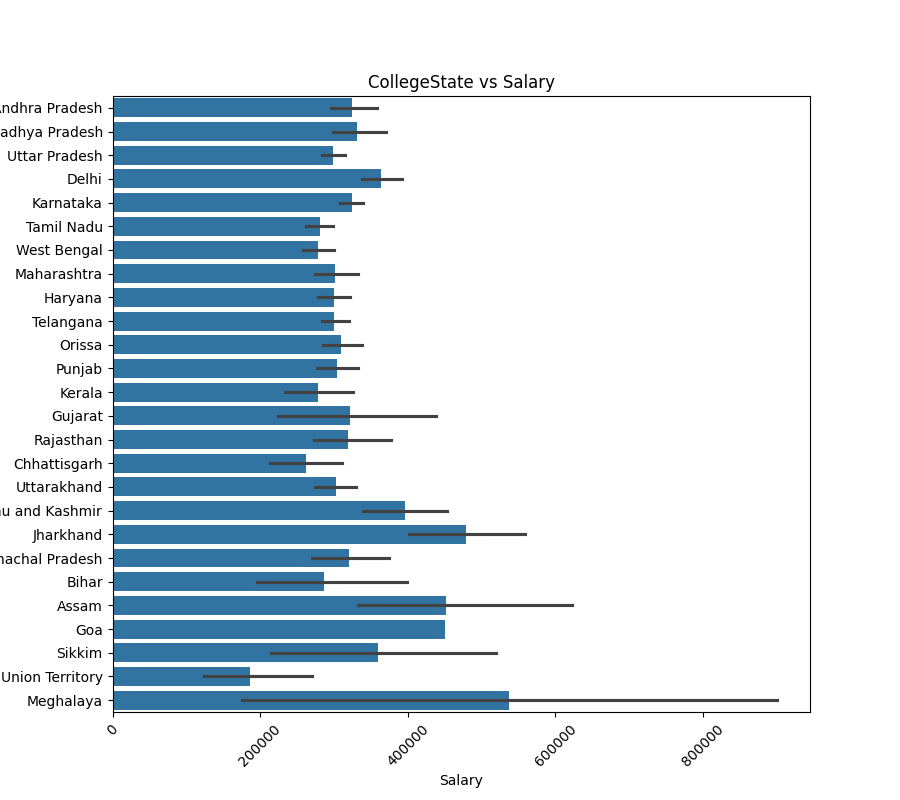 CollegeState vs Salary
Andhra Pradesh
adhya Pradesh
Uttar Pradesh
Delhi
Karnataka
Tamil Nadu
West Bengal
Maharashtra
Haryana
Telangana
Orissa
Punjab
Kerala
Gujarat
Rajasthan
Chhattisgarh
Uttarakhand
u and Kashmir
Jharkhand
achal Pradesh
Bihar
Assam
Goa
Sikkim
Union Territory
Meghalaya
0 200000 400000 600000 800000
Salary